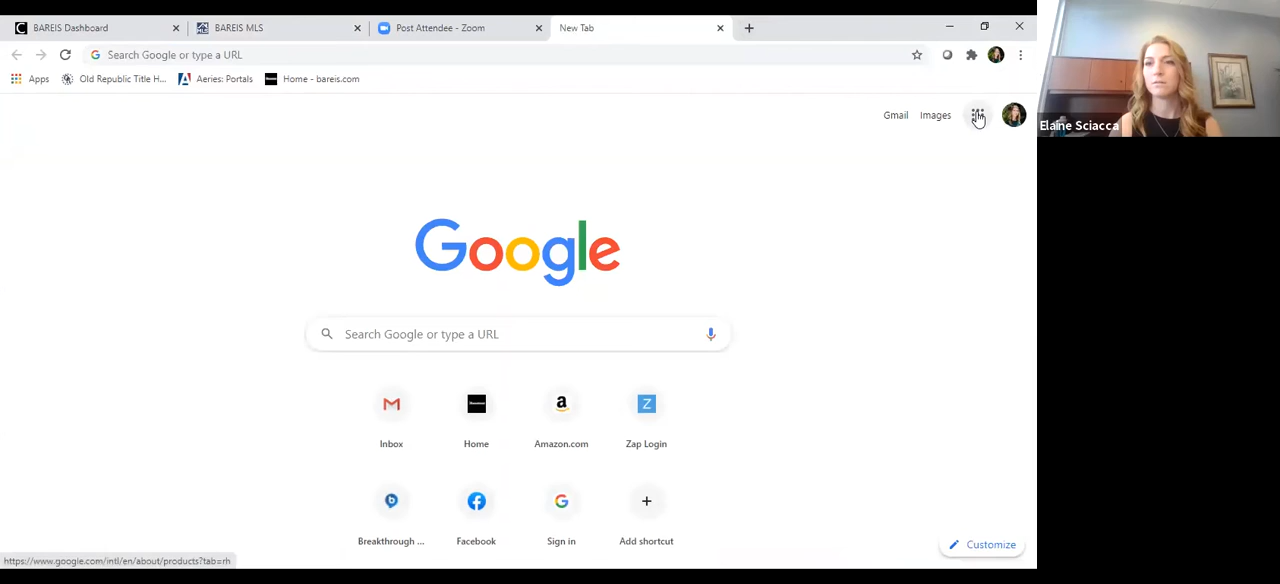 BAREIS Dashboard
BAREIS MLS
Post Attendee - Zoom
New Tab
Search Google or type a URL
Apps
Old Republic Title H...
Aeries: Portals
Home - bareis.com
Gmail
Images
Elaine Sciacca
Google
Search Google or type a URL
Inbox
Home
Amazon.com
Zap Login
Breakthrough ...
Facebook
Sign in
Add shortcut
Customize
https://www.google.com/intl/en/about/products?tab=rh